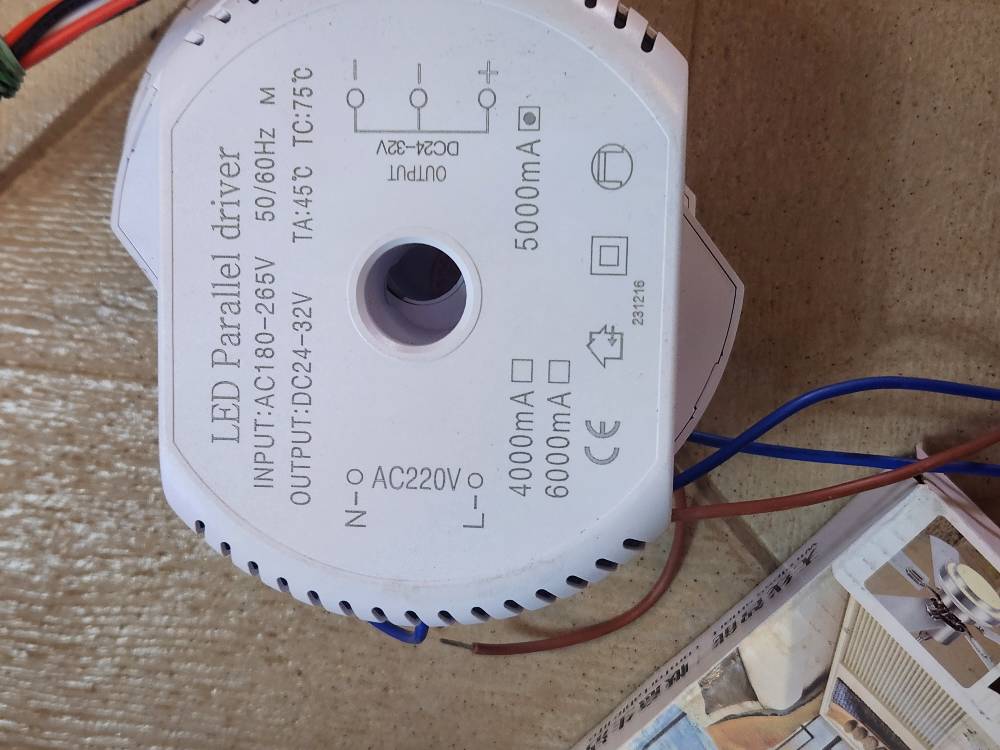 LED Parallel driver
INPUT:AC180-265V 50/60Hz M
OUTPUT:DC24-32V TA:45℃ TC:75℃
N- AC220V L-
OUTPUT
DC24-32V
- - +
4000mA 5000mA
6000mA
CE
231216